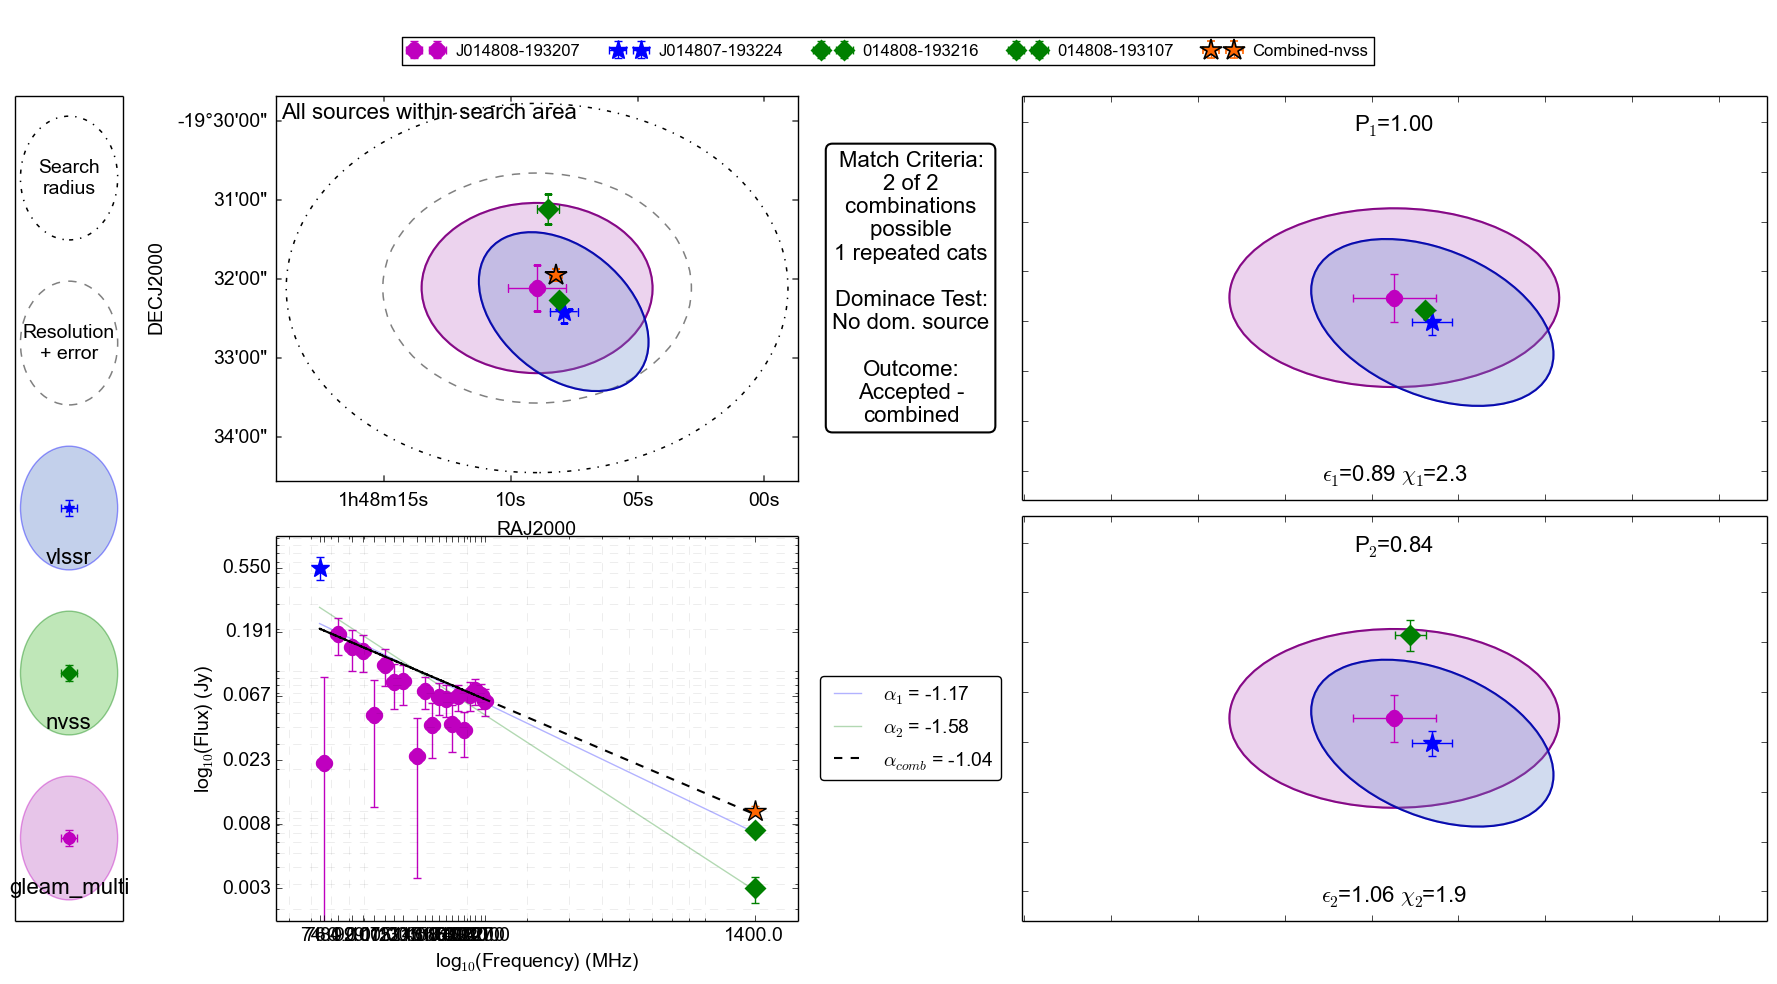 J014808-193207 J014807-193224 014808-193216 014808-193107 Combined-nvss
Search
radius
Resolution
+ error
vlssr
nvss
gleam_multi
All sources within search area
DECJ2000
-19°30'00"
31'00"
32'00"
33'00"
34'00"
1h48m15s 10s 05s 00s
RAJ2000
Match Criteria:
2 of 2
combinations
possible
1 repeated cats
Dominace Test:
No dom. source
Outcome:
Accepted -
combined
P1=1.00
ϵ1=0.89 χ1=2.3
log10(Flux) (Jy)
0.550
0.191
0.067
0.023
0.008
0.003
1400.0
log10(Frequency) (MHz)
α1 = -1.17
α2 = -1.58
αcomb = -1.04
P2=0.84
ϵ2=1.06 χ2=1.9